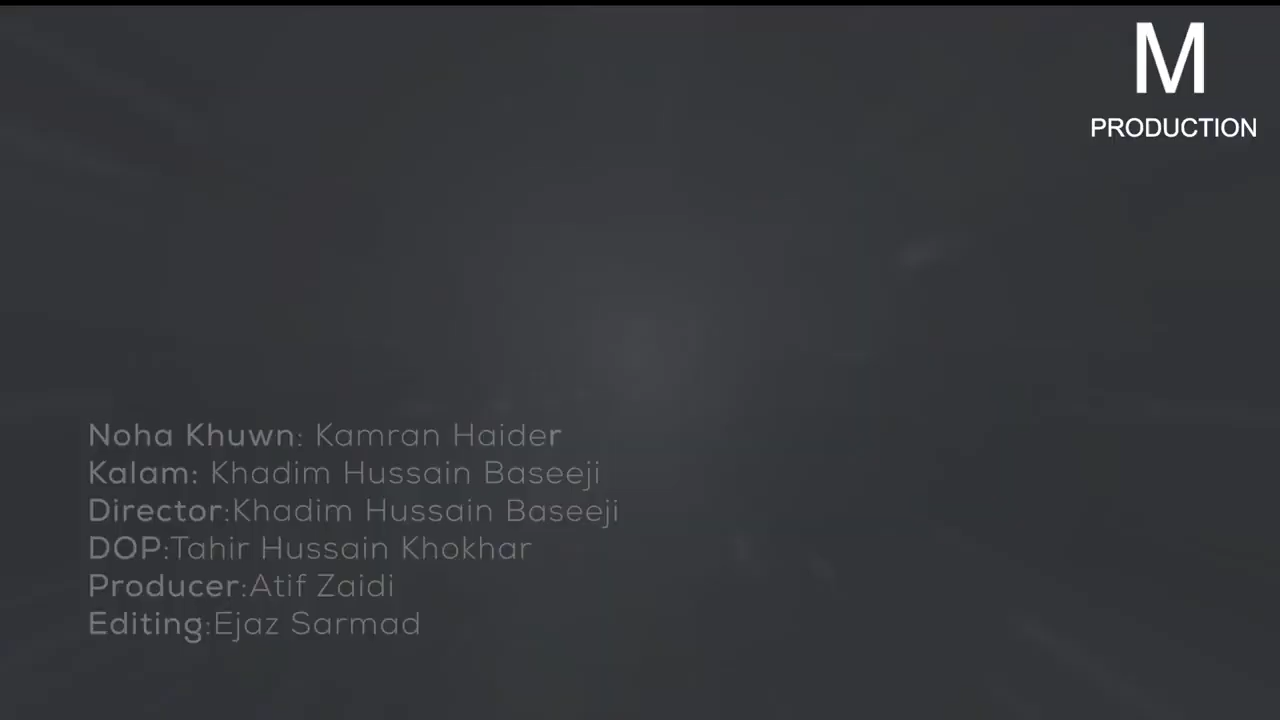 M
PRODUCTION
Noha Khuwn: Kamran Haider
Kalam: Khadim Hussain Baseeji
Director:Khadim Hussain Baseeji
DOP:Tahir Hussain Khokhar
Producer:Atif Zaidi
Editing:Ejaz Sarmad